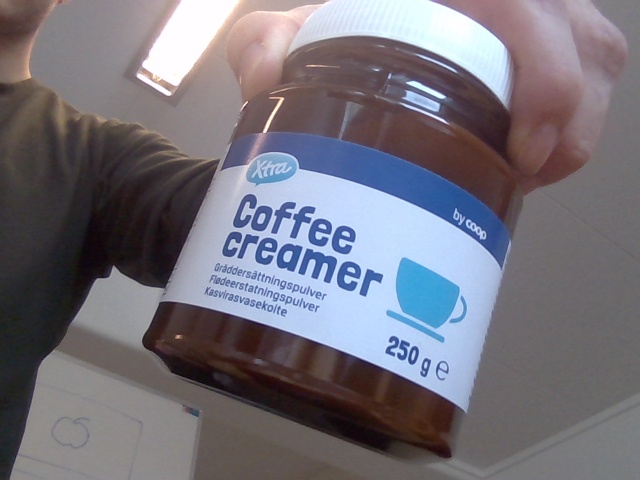 Xtra
by coop
Coffee
creamer
Gräddersättningspulver
Flødeerstatningspulver
Kasvirasvasekoite
250 g ℮